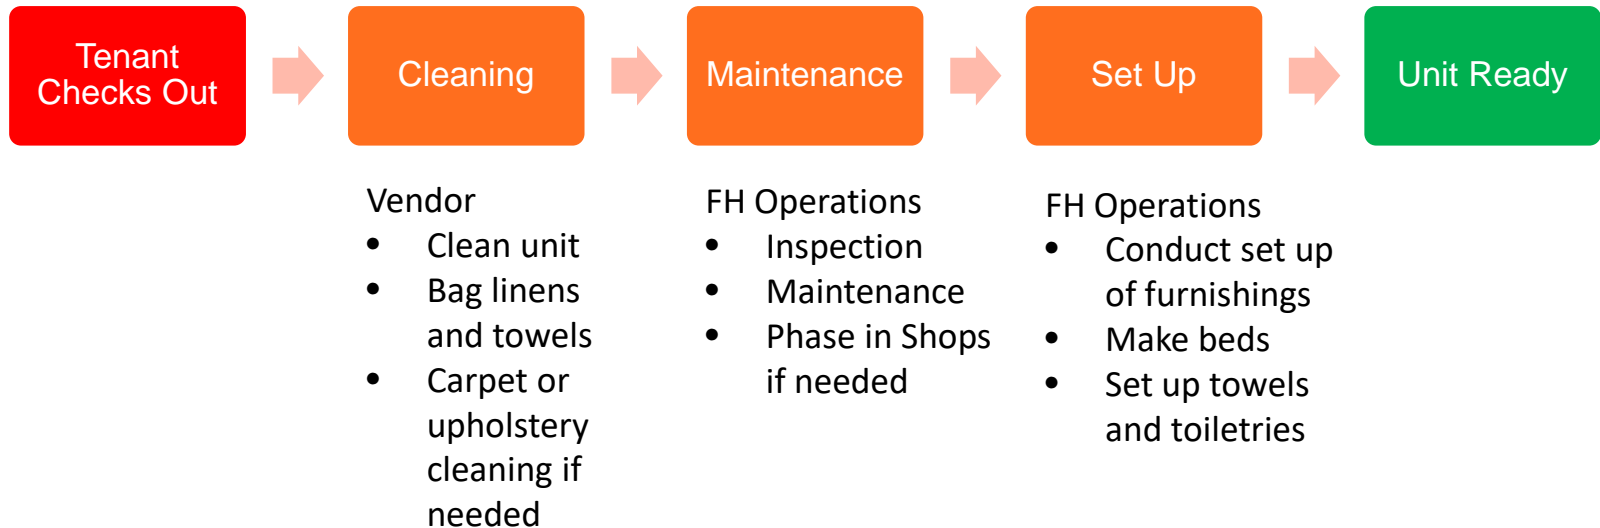 Tenant
Checks Out
Cleaning
Maintenance
Set Up
Unit Ready
Vendor
• Clean unit
• Bag linens
and towels
• Carpet or
upholstery
cleaning if
needed
FH Operations
• Inspection
• Maintenance
• Phase in Shops
if needed
FH Operations
• Conduct set up
of furnishings
• Make beds
• Set up towels
and toiletries